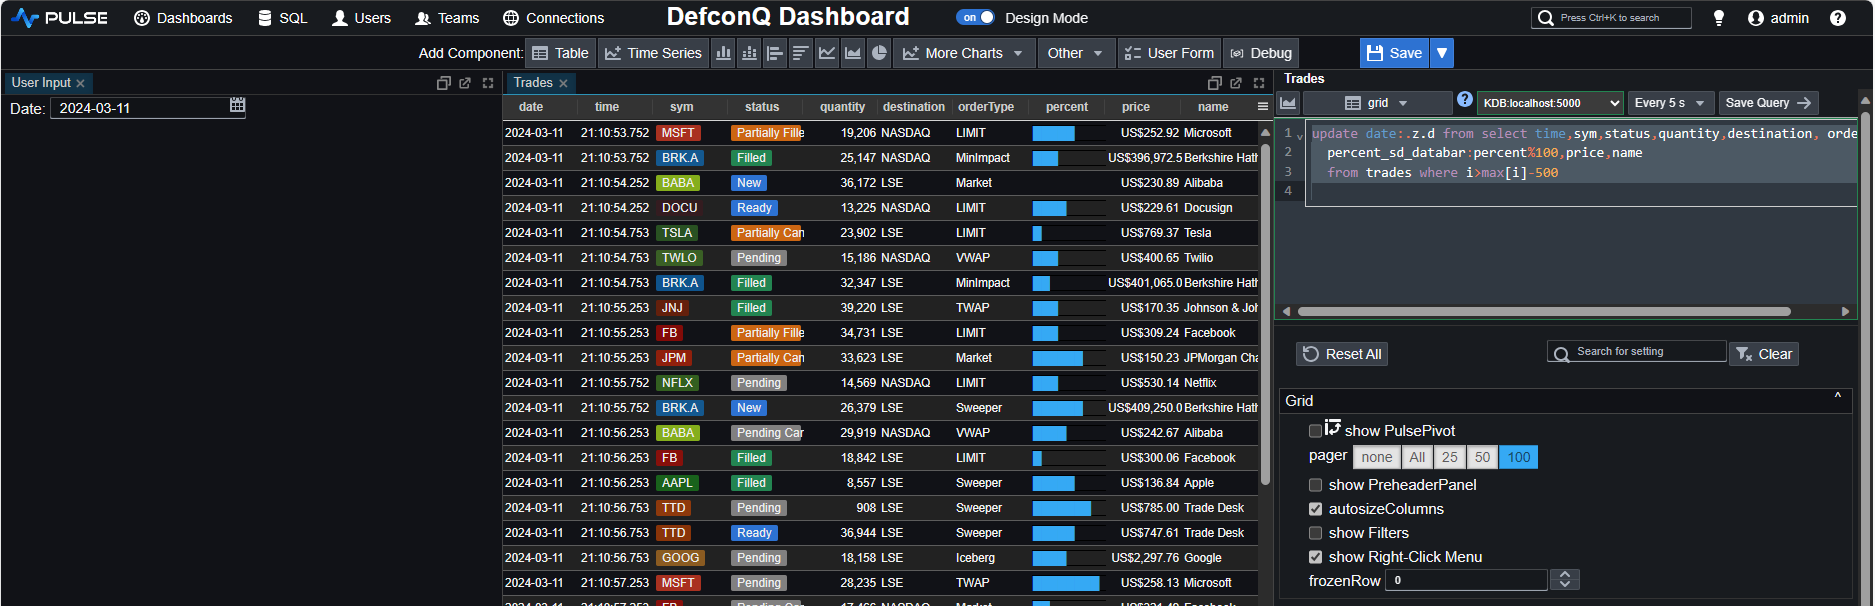 PULSE Dashboards SQL Users Teams Connections DefconQ Dashboard on Design Mode Press Ctrl+K to search admin
Add Component: Table Time Series More Charts Other User Form Debug Save
User Input
Date: 2024-03-11
Trades
date time sym status quantity destination orderType percent price name
2024-03-11 21:10:53.752 MSFT Partially Fille 19,206 NASDAQ LIMIT US$252.92 Microsoft
2024-03-11 21:10:53.752 BRK.A Filled 25,147 NASDAQ MinImpact US$396,972.5 Berkshire Hath
2024-03-11 21:10:54.252 BABA New 36,172 LSE Market US$230.89 Alibaba
2024-03-11 21:10:54.252 DOCU Ready 13,225 NASDAQ LIMIT US$229.61 Docusign
2024-03-11 21:10:54.753 TSLA Partially Can 23,902 LSE LIMIT US$769.37 Tesla
2024-03-11 21:10:54.753 TWLO Pending 15,186 NASDAQ VWAP US$400.65 Twilio
2024-03-11 21:10:54.753 BRK.A Filled 32,347 LSE MinImpact US$401,065.0 Berkshire Hath
2024-03-11 21:10:55.253 JNJ Filled 39,220 LSE TWAP US$170.35 Johnson & Joh
2024-03-11 21:10:55.253 FB Partially Fille 34,731 LSE LIMIT US$309.24 Facebook
2024-03-11 21:10:55.253 JPM Partially Can 33,623 LSE Market US$150.23 JPMorgan Cha
2024-03-11 21:10:55.752 NFLX Pending 14,569 NASDAQ LIMIT US$530.14 Netflix
2024-03-11 21:10:55.752 BRK.A New 26,379 LSE Sweeper US$409,250.0 Berkshire Hath
2024-03-11 21:10:56.253 BABA Pending Can 29,919 NASDAQ VWAP US$242.67 Alibaba
2024-03-11 21:10:56.253 FB Filled 18,842 LSE LIMIT US$300.06 Facebook
2024-03-11 21:10:56.253 AAPL Filled 8,557 LSE Sweeper US$136.84 Apple
2024-03-11 21:10:56.753 TTD Pending 908 LSE Sweeper US$785.00 Trade Desk
2024-03-11 21:10:56.753 TTD Ready 36,944 LSE Sweeper US$747.61 Trade Desk
2024-03-11 21:10:56.753 GOOG Pending 18,158 LSE Iceberg US$2,297.76 Google
2024-03-11 21:10:57.253 MSFT Pending 28,235 LSE TWAP US$258.13 Microsoft
Trades
grid KDB:localhost:5000 Every 5 s Save Query
1 update date:.z.d from select time,sym,status,quantity,destination, orde
2 percent_sd_databar:percent%100,price,name
3 from trades where i>max[i]-500
4
Reset All Search for setting Clear
Grid
show PulsePivot
pager none All 25 50 100
show PreheaderPanel
autosizeColumns
show Filters
show Right-Click Menu
frozenRow 0